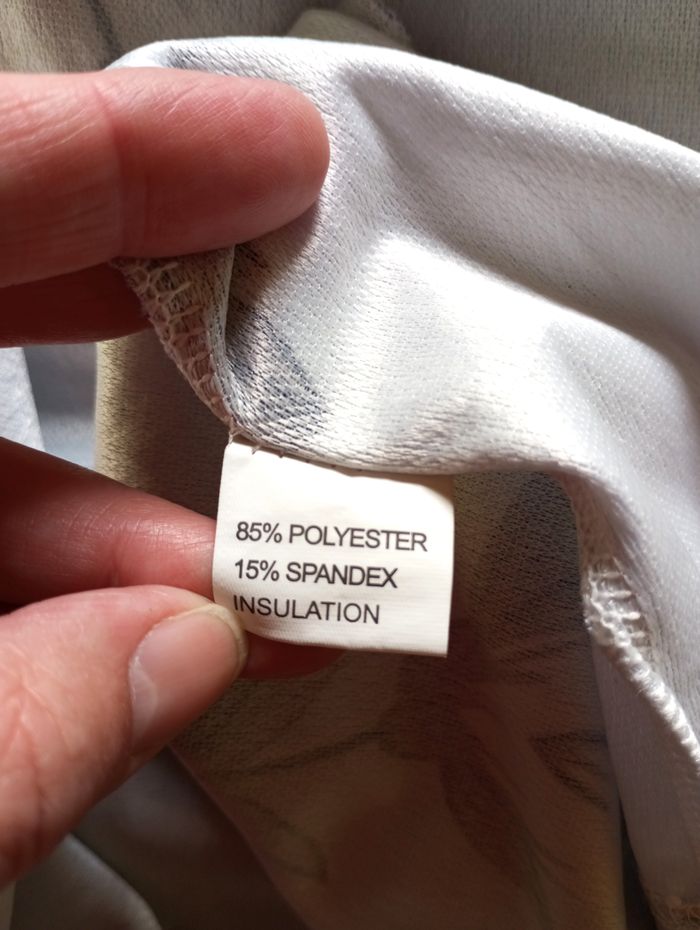 85% POLYESTER
15% SPANDEX
INSULATION